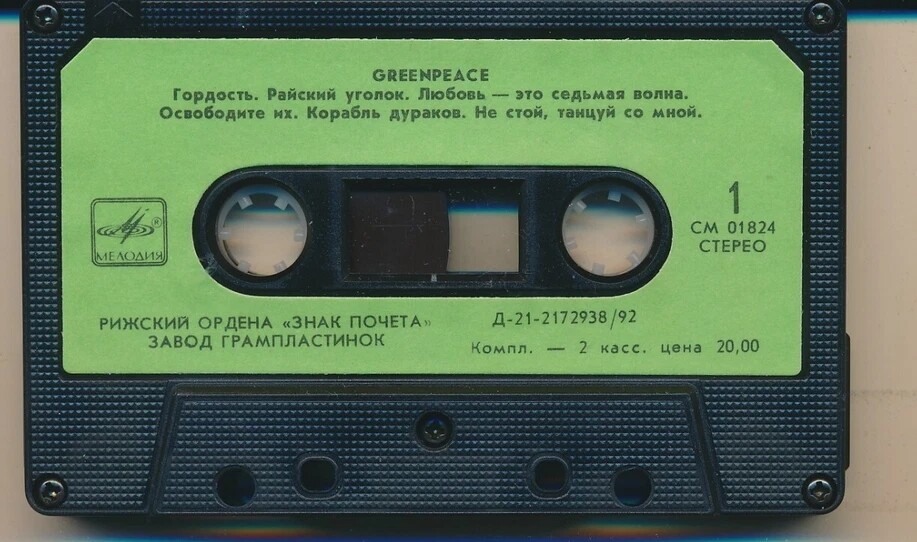 GREENPEACE
Гордость. Райский уголок. Любовь — это седьмая волна.
Освободите их. Корабль дураков. Не стой, танцуй со мной.
1
СМ 01824
СТЕРЕО
®
МЕЛОДИЯ
РИЖСКИЙ ОРДЕНА «ЗНАК ПОЧЕТА»
ЗАВОД ГРАМПЛАСТИНОК
Д-21-2172938/92
Компл. — 2 касс. цена 20,00